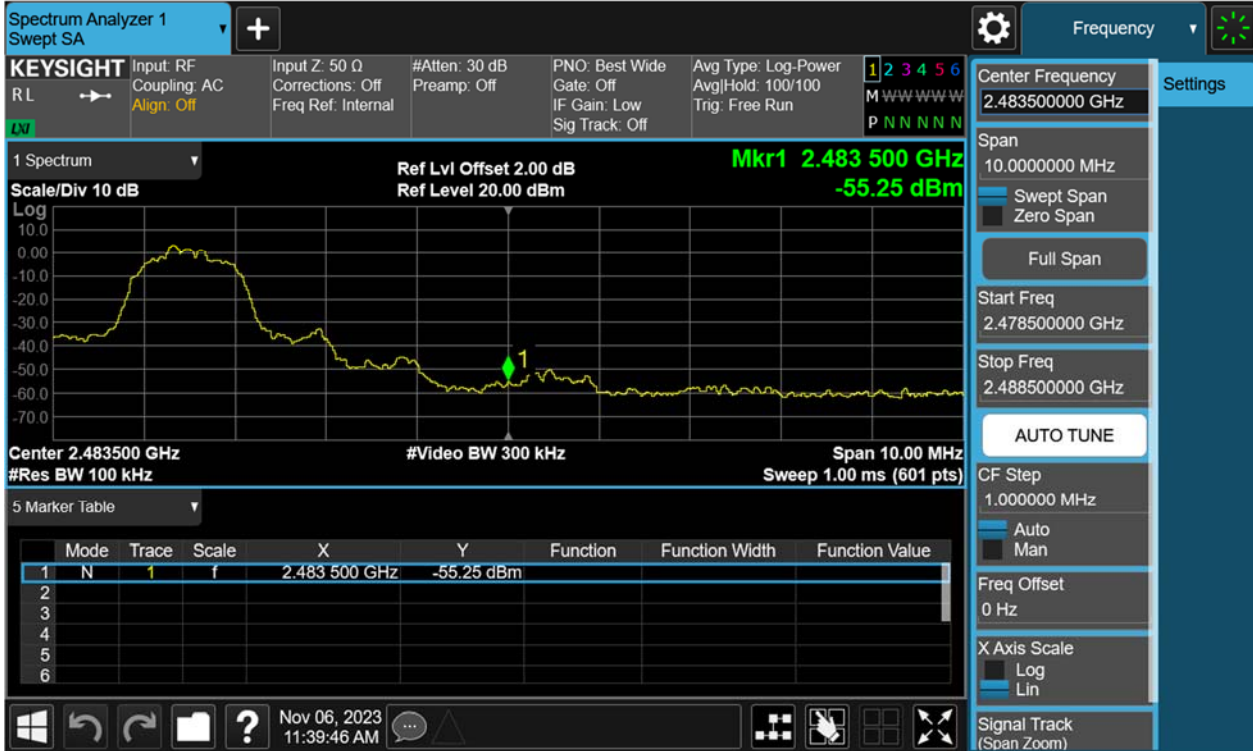 Spectrum Analyzer 1
Swept SA
Frequency
KEYSIGHT
R L
LXI
Input: RF
Coupling: AC
Align: Off
Input Z: 50 Ω
Corrections: Off
Freq Ref: Internal
#Atten: 30 dB
Preamp: Off
PNO: Best Wide
Gate: Off
IF Gain: Low
Sig Track: Off
Avg Type: Log-Power
Avg|Hold: 100/100
Trig: Free Run
1 2 3 4 5 6
M W W W W W
P N N N N N
1 Spectrum
Scale/Div 10 dB
Ref Lvl Offset 2.00 dB
Ref Level 20.00 dBm
Mkr1 2.483 500 GHz
-55.25 dBm
Log
10.0
0.00
-10.0
-20.0
-30.0
-40.0
-50.0
-60.0
-70.0
1
Center 2.483500 GHz
#Video BW 300 kHz
Span 10.00 MHz
#Res BW 100 kHz
Sweep 1.00 ms (601 pts)
5 Marker Table
Mode Trace Scale X Y Function Function Width Function Value
1 N 1 f 2.483 500 GHz -55.25 dBm
2
3
4
5
6
?
Nov 06, 2023
11:39:46 AM
Center Frequency
2.483500000 GHz
Settings
Span
10.0000000 MHz
Swept Span
Zero Span
Full Span
Start Freq
2.478500000 GHz
Stop Freq
2.488500000 GHz
AUTO TUNE
CF Step
1.000000 MHz
Auto
Man
Freq Offset
0 Hz
X Axis Scale
Log
Lin
Signal Track
(Span Zoom)